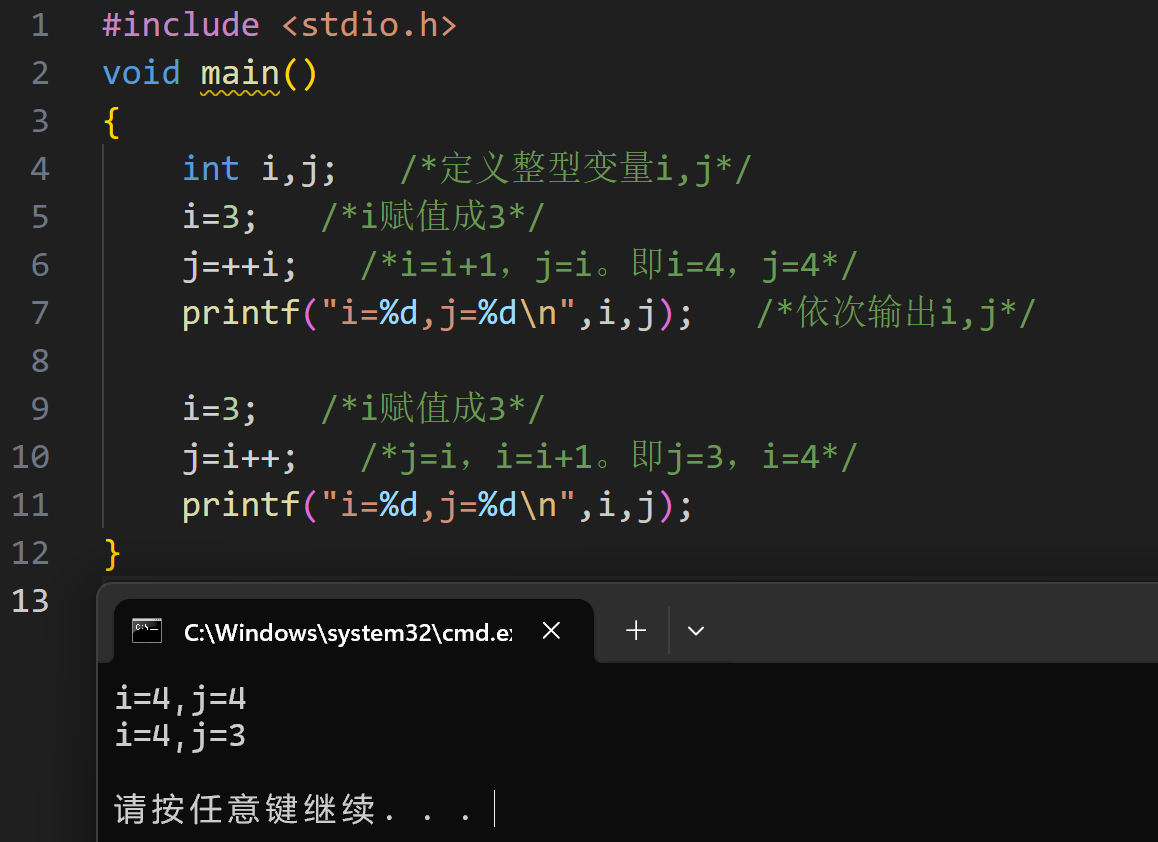 1 #include <stdio.h>
2 void main()
3 {
4 int i,j; /*定义整型变量i,j*/
5 i=3; /*i赋值成3*/
6 j=++i; /*i=i+1，j=i。即i=4，j=4*/
7 printf("i=%d,j=%d\n",i,j); /*依次输出i,j*/
8
9 i=3; /*i赋值成3*/
10 j=i++; /*j=i，i=i+1。即j=3，i=4*/
11 printf("i=%d,j=%d\n",i,j);
12 }
13
C:\Windows\system32\cmd.e
i=4,j=4
i=4,j=3
请按任意键继续. . .